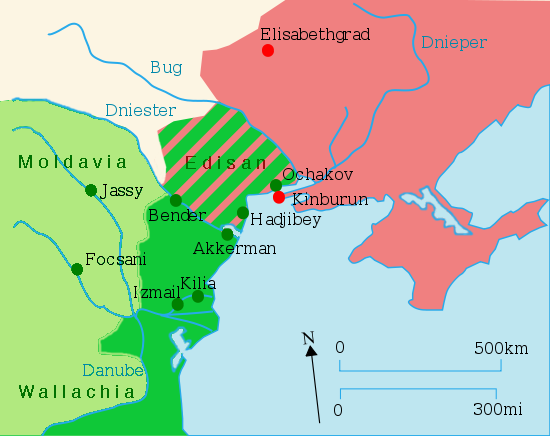 Elisabethgrad
Dnieper
Bug
Dniester
Moldavia
Edisan
Ochakov
Jassy
Kinburun
Bender
Hadjibey
Akkerman
Focsani
Izmail
Kilia
N
0
500km
Danube
Wallachia
0
300mi